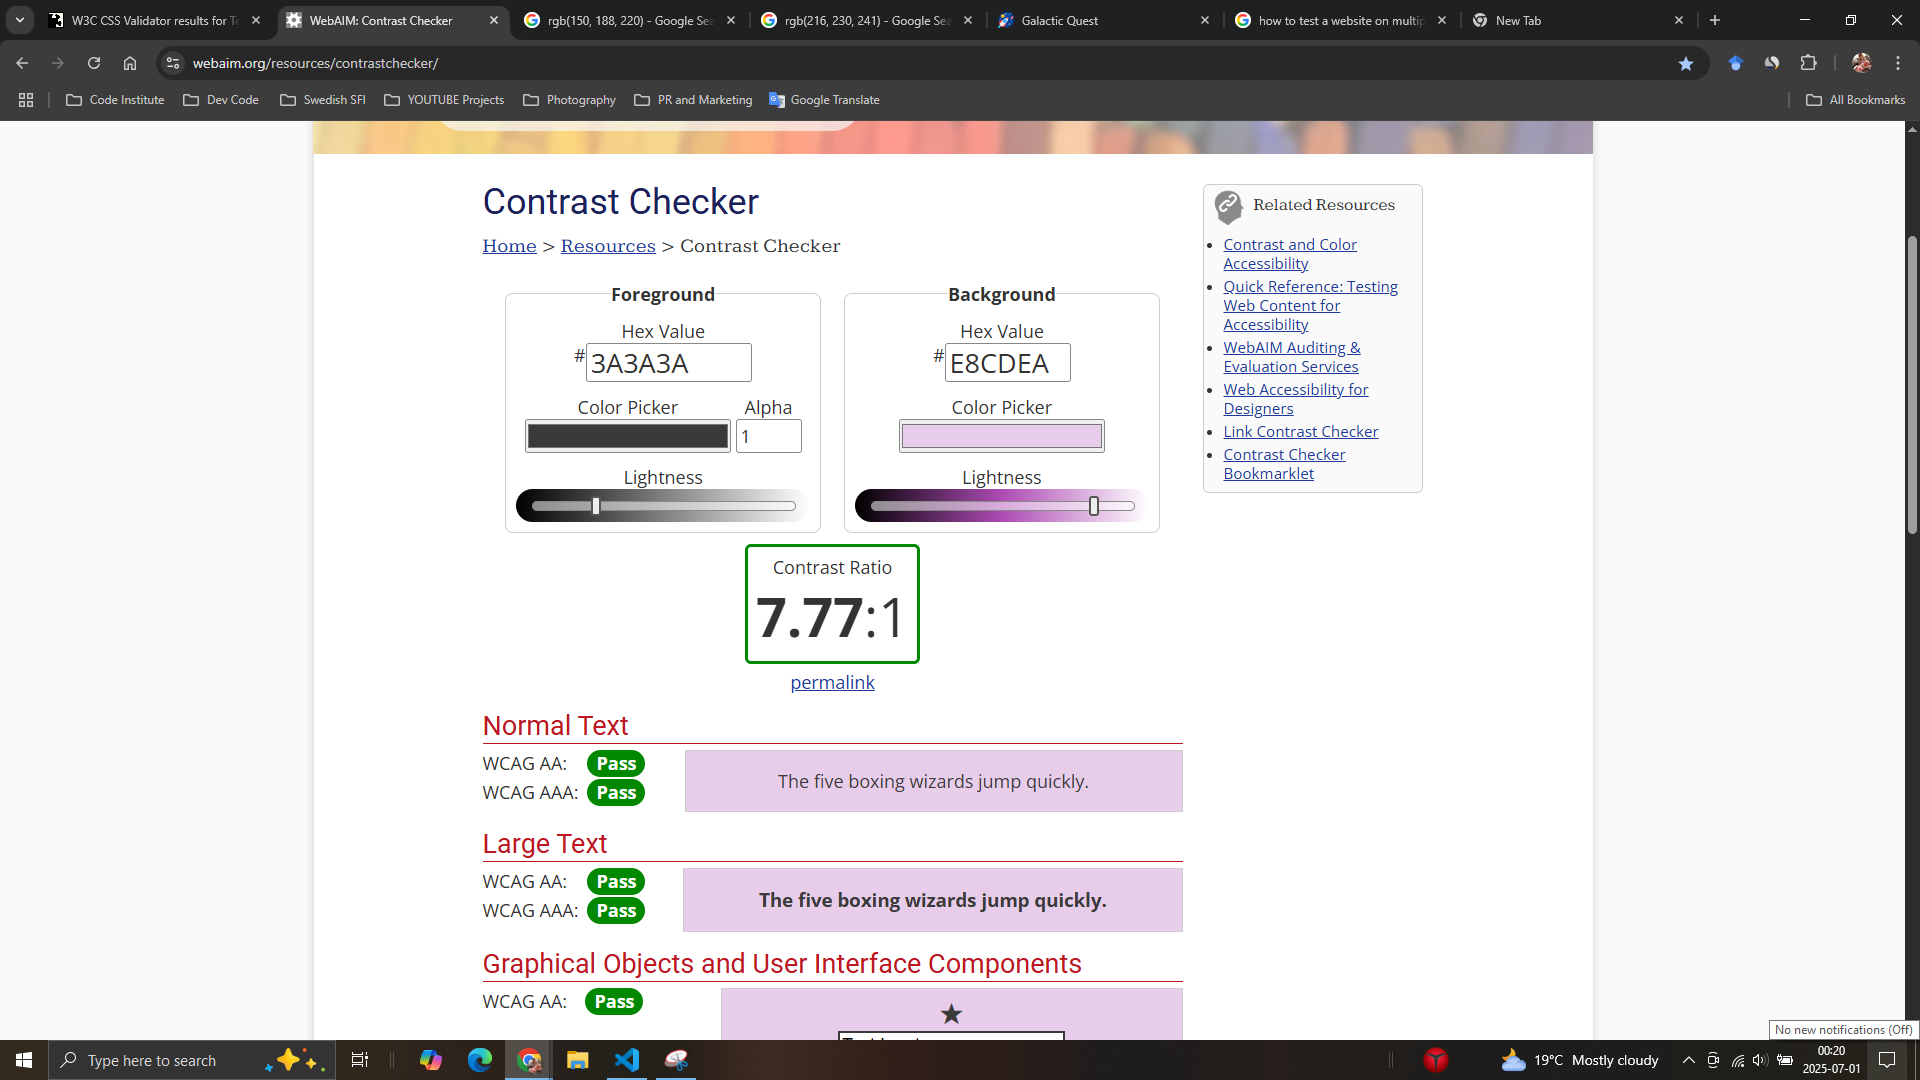 W3C CSS Validator results for Te
WebAIM: Contrast Checker
rgb(150, 188, 220) - Google Sea
rgb(216, 230, 241) - Google Sea
Galactic Quest
how to test a website on multip
New Tab
webaim.org/resources/contrastchecker/
Code Institute
Dev Code
Swedish SFI
YOUTUBE Projects
Photography
PR and Marketing
Google Translate
All Bookmarks
Contrast Checker
Home > Resources > Contrast Checker
Foreground
Hex Value
#3A3A3A
Color Picker
Alpha
1
Lightness
Background
Hex Value
#E8CDEA
Color Picker
Lightness
Contrast Ratio
7.77:1
permalink
Related Resources
Contrast and Color
Accessibility
Quick Reference: Testing
Web Content for
Accessibility
WebAIM Auditing &
Evaluation Services
Web Accessibility for
Designers
Link Contrast Checker
Contrast Checker
Bookmarklet
Normal Text
WCAG AA: Pass
WCAG AAA: Pass
The five boxing wizards jump quickly.
Large Text
WCAG AA: Pass
WCAG AAA: Pass
The five boxing wizards jump quickly.
Graphical Objects and User Interface Components
WCAG AA: Pass
No new notifications (Off)
Type here to search
19°C Mostly cloudy
00:20
2025-07-01